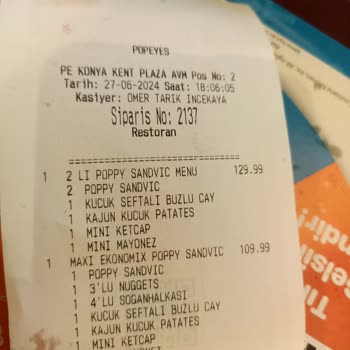 POPEYES
PE KONYA KENT PLAZA AVM Pos No: 2
Tarih: 27-06-2024 Saat: 18:06:05
Kasiyer: OMER TARIK INCEKAYA
Siparis No: 2137
Restoran
==================================
1 2 LI POPPY SANDVIC MENU 129.99
2 POPPY SANDVIC
1 KUCUK SEFTALI BUZLU CAY
1 KAJUN KUCUK PATATES
1 MINI KETCAP
1 MINI MAYONEZ
1 MAXI EKONOMIX POPPY SANDVIC 109.99
1 POPPY SANDVIC
1 3'LU NUGGETS
1 4'LU SOGANHALKASI
1 KUCUK SEFTALI BUZLU CAY
1 KAJUN KUCUK PATATES
1 MINI KETCAP